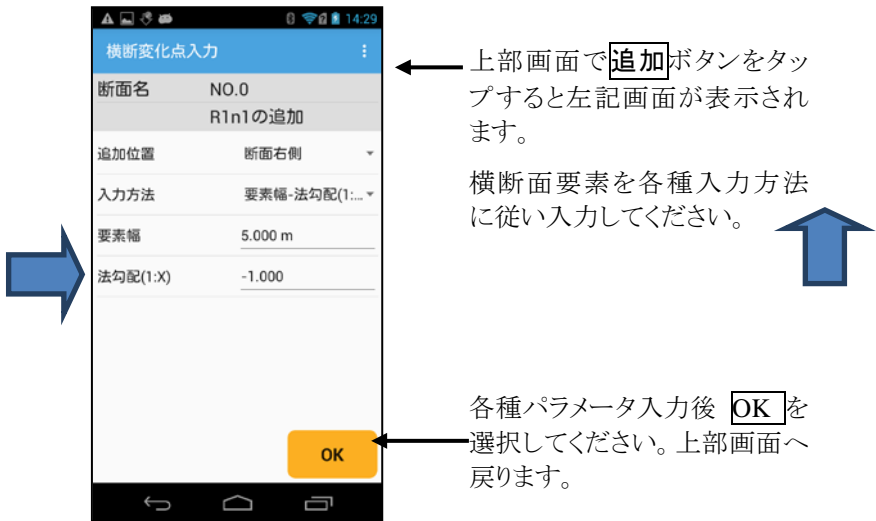 14:29
横断変化点入力
断面名 NO.0
R1n1の追加
追加位置 断面右側
入力方法 要素幅-法勾配(1:...
要素幅 5.000 m
法勾配(1:X) -1.000
OK
上部画面で追加ボタンをタッ
プすると左記画面が表示され
ます。
横断面要素を各種入力方法
に従い入力してください。
各種パラメータ入力後 OK を
選択してください。上部画面へ
戻ります。